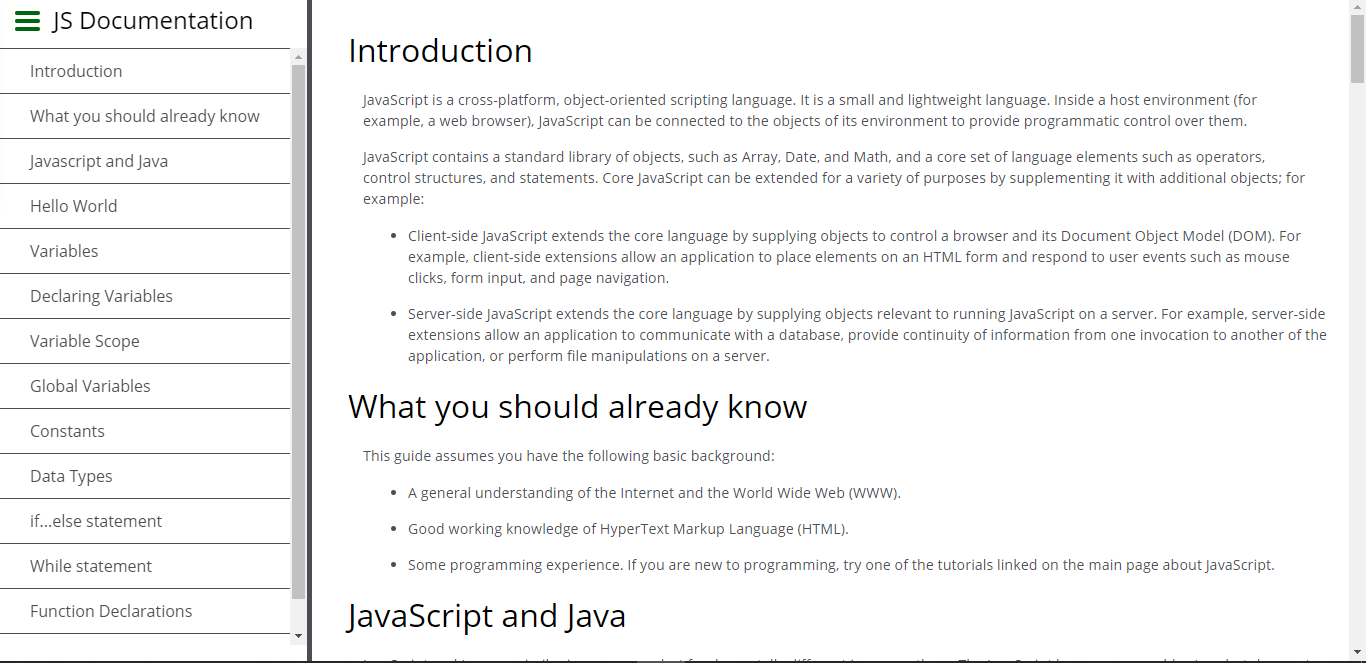 JS Documentation
Introduction
What you should already know
Javascript and Java
Hello World
Variables
Declaring Variables
Variable Scope
Global Variables
Constants
Data Types
if...else statement
While statement
Function Declarations
Introduction
JavaScript is a cross-platform, object-oriented scripting language. It is a small and lightweight language. Inside a host environment (for
example, a web browser), JavaScript can be connected to the objects of its environment to provide programmatic control over them.
JavaScript contains a standard library of objects, such as Array, Date, and Math, and a core set of language elements such as operators,
control structures, and statements. Core JavaScript can be extended for a variety of purposes by supplementing it with additional objects; for
example:
• Client-side JavaScript extends the core language by supplying objects to control a browser and its Document Object Model (DOM). For
example, client-side extensions allow an application to place elements on an HTML form and respond to user events such as mouse
clicks, form input, and page navigation.
• Server-side JavaScript extends the core language by supplying objects relevant to running JavaScript on a server. For example, server-side
extensions allow an application to communicate with a database, provide continuity of information from one invocation to another of the
application, or perform file manipulations on a server.
What you should already know
This guide assumes you have the following basic background:
• A general understanding of the Internet and the World Wide Web (WWW).
• Good working knowledge of HyperText Markup Language (HTML).
• Some programming experience. If you are new to programming, try one of the tutorials linked on the main page about JavaScript.
JavaScript and Java